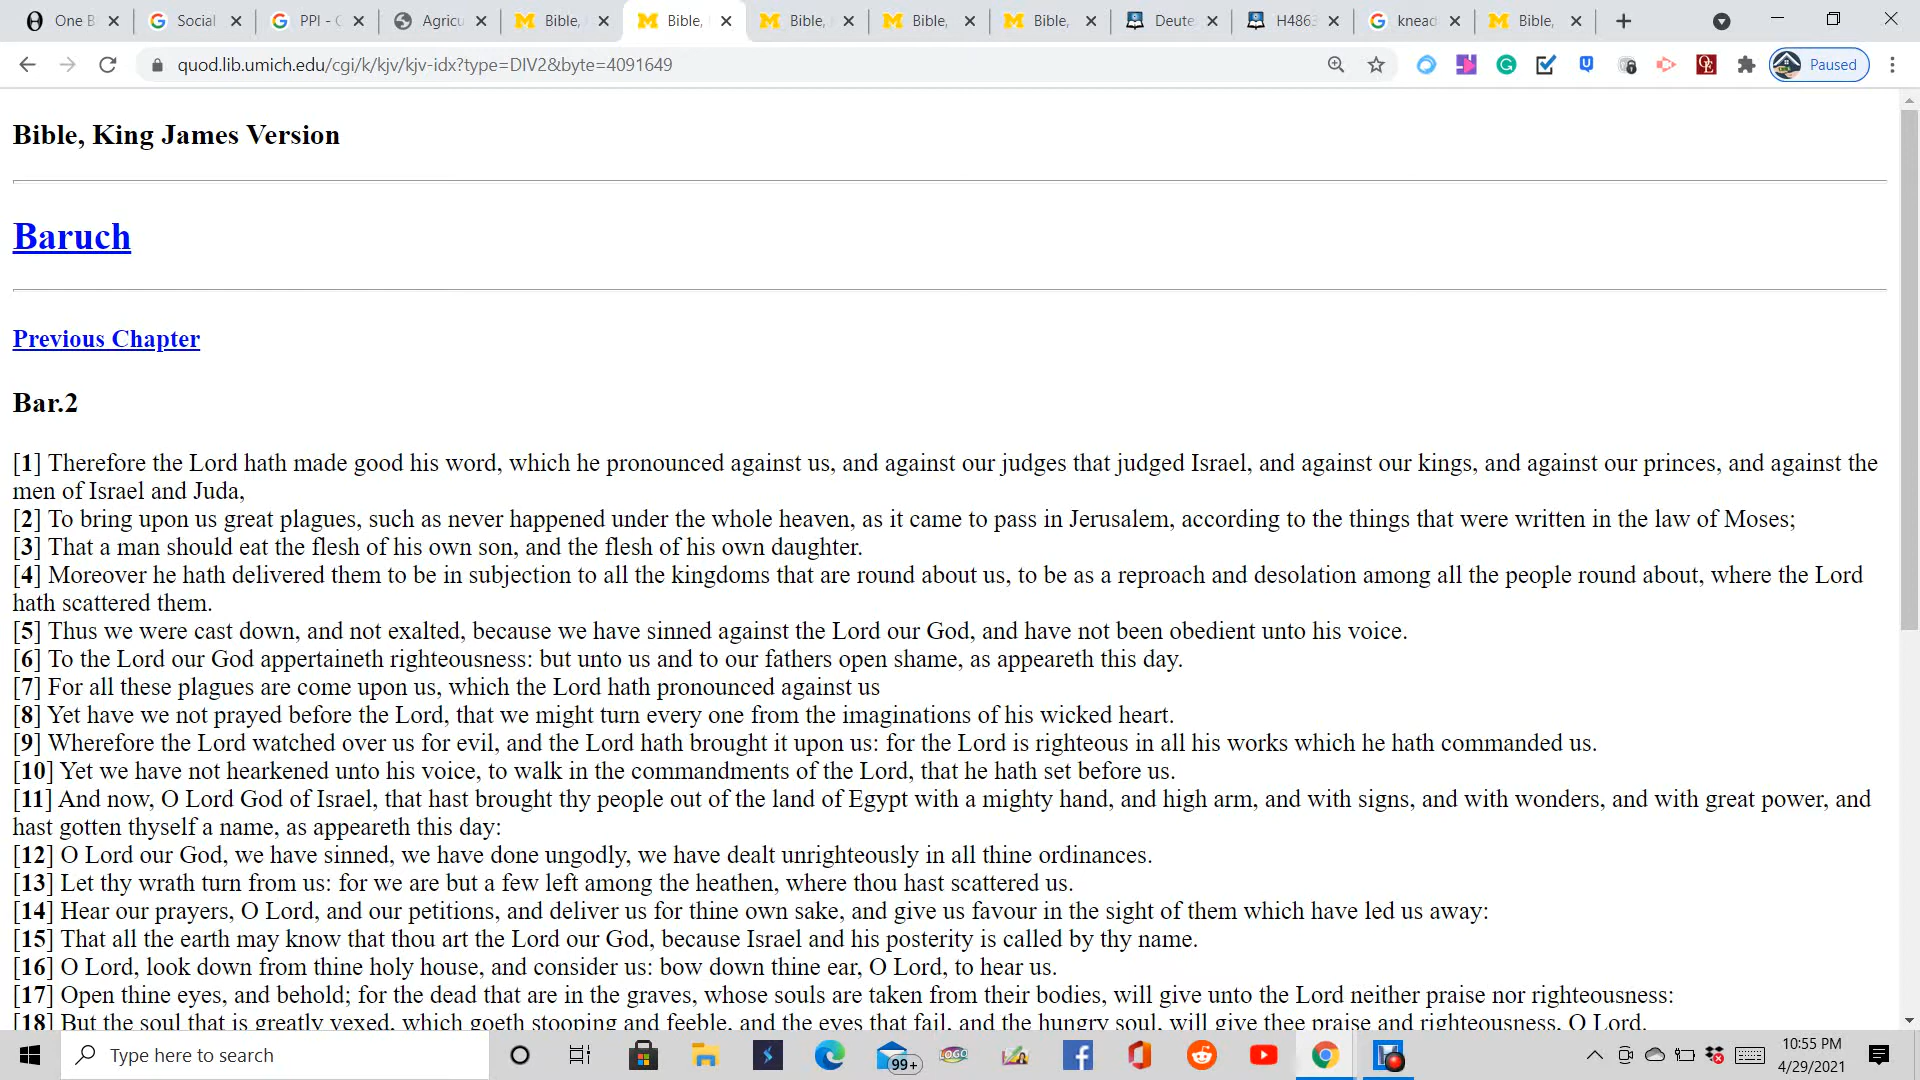 One B
Social
PPI - C
Agricu
Bible,
Bible,
Bible,
Bible,
Bible,
Deute
H486
knead
Bible,
quod.lib.umich.edu/cgi/k/kjv/kjv-idx?type=DIV2&byte=4091649
Paused
Bible, King James Version
Baruch
Previous Chapter
Bar.2
[1] Therefore the Lord hath made good his word, which he pronounced against us, and against our judges that judged Israel, and against our kings, and against our princes, and against the
men of Israel and Juda,
[2] To bring upon us great plagues, such as never happened under the whole heaven, as it came to pass in Jerusalem, according to the things that were written in the law of Moses;
[3] That a man should eat the flesh of his own son, and the flesh of his own daughter.
[4] Moreover he hath delivered them to be in subjection to all the kingdoms that are round about us, to be as a reproach and desolation among all the people round about, where the Lord
hath scattered them.
[5] Thus we were cast down, and not exalted, because we have sinned against the Lord our God, and have not been obedient unto his voice.
[6] To the Lord our God appertaineth righteousness: but unto us and to our fathers open shame, as appeareth this day.
[7] For all these plagues are come upon us, which the Lord hath pronounced against us
[8] Yet have we not prayed before the Lord, that we might turn every one from the imaginations of his wicked heart.
[9] Wherefore the Lord watched over us for evil, and the Lord hath brought it upon us: for the Lord is righteous in all his works which he hath commanded us.
[10] Yet we have not hearkened unto his voice, to walk in the commandments of the Lord, that he hath set before us.
[11] And now, O Lord God of Israel, that hast brought thy people out of the land of Egypt with a mighty hand, and high arm, and with signs, and with wonders, and with great power, and
hast gotten thyself a name, as appeareth this day:
[12] O Lord our God, we have sinned, we have done ungodly, we have dealt unrighteously in all thine ordinances.
[13] Let thy wrath turn from us: for we are but a few left among the heathen, where thou hast scattered us.
[14] Hear our prayers, O Lord, and our petitions, and deliver us for thine own sake, and give us favour in the sight of them which have led us away:
[15] That all the earth may know that thou art the Lord our God, because Israel and his posterity is called by thy name.
[16] O Lord, look down from thine holy house, and consider us: bow down thine ear, O Lord, to hear us.
[17] Open thine eyes, and behold; for the dead that are in the graves, whose souls are taken from their bodies, will give unto the Lord neither praise nor righteousness:
[18] But the soul that is greatly vexed, which goeth stooping and feeble, and the eyes that fail, and the hungry soul, will give thee praise and righteousness, O Lord.
Type here to search
99+
LOGO
10:55 PM
4/29/2021